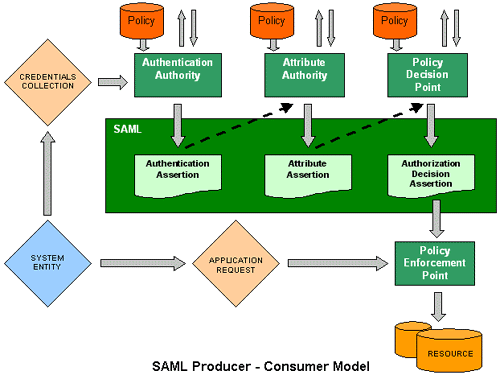 Policy
Policy
Policy
Authentication
Authority
Attribute
Authority
Policy
Decision
Point
CREDENTIALS
COLLECTION
SAML
Authentication
Assertion
Attribute
Assertion
Authorization
Decision
Assertion
SYSTEM
ENTITY
APPLICATION
REQUEST
Policy
Enforcement
Point
RESOURCE
SAML Producer - Consumer Model